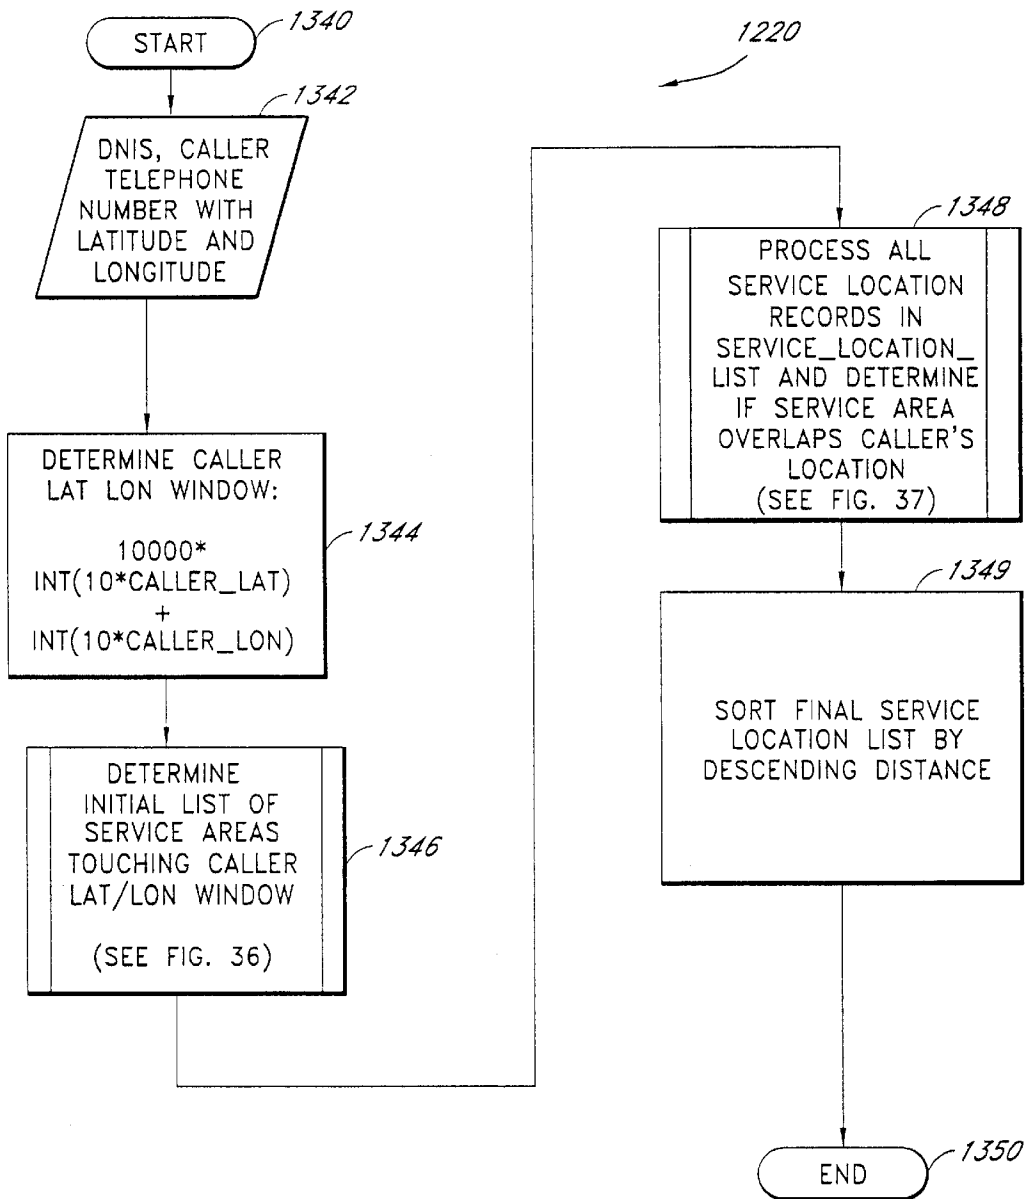 START
1340
1220
1342
DNIS, CALLER
TELEPHONE
NUMBER WITH
LATITUDE AND
LONGITUDE
DETERMINE CALLER
LAT LON WINDOW:
10000*
INT(10*CALLER_LAT)
+
INT(10*CALLER_LON)
1344
DETERMINE
INITIAL LIST OF
SERVICE AREAS
TOUCHING CALLER
LAT/LON WINDOW
(SEE FIG. 36)
1346
1348
PROCESS ALL
SERVICE LOCATION
RECORDS IN
SERVICE_LOCATION_
LIST AND DETERMINE
IF SERVICE AREA
OVERLAPS CALLER'S
LOCATION
(SEE FIG. 37)
1349
SORT FINAL SERVICE
LOCATION LIST BY
DESCENDING DISTANCE
END
1350